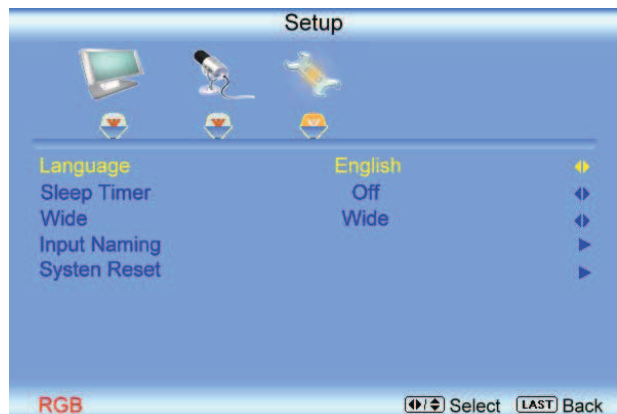 Setup
Language English
Sleep Timer Off
Wide Wide
Input Naming
Systen Reset
RGB Select LAST Back